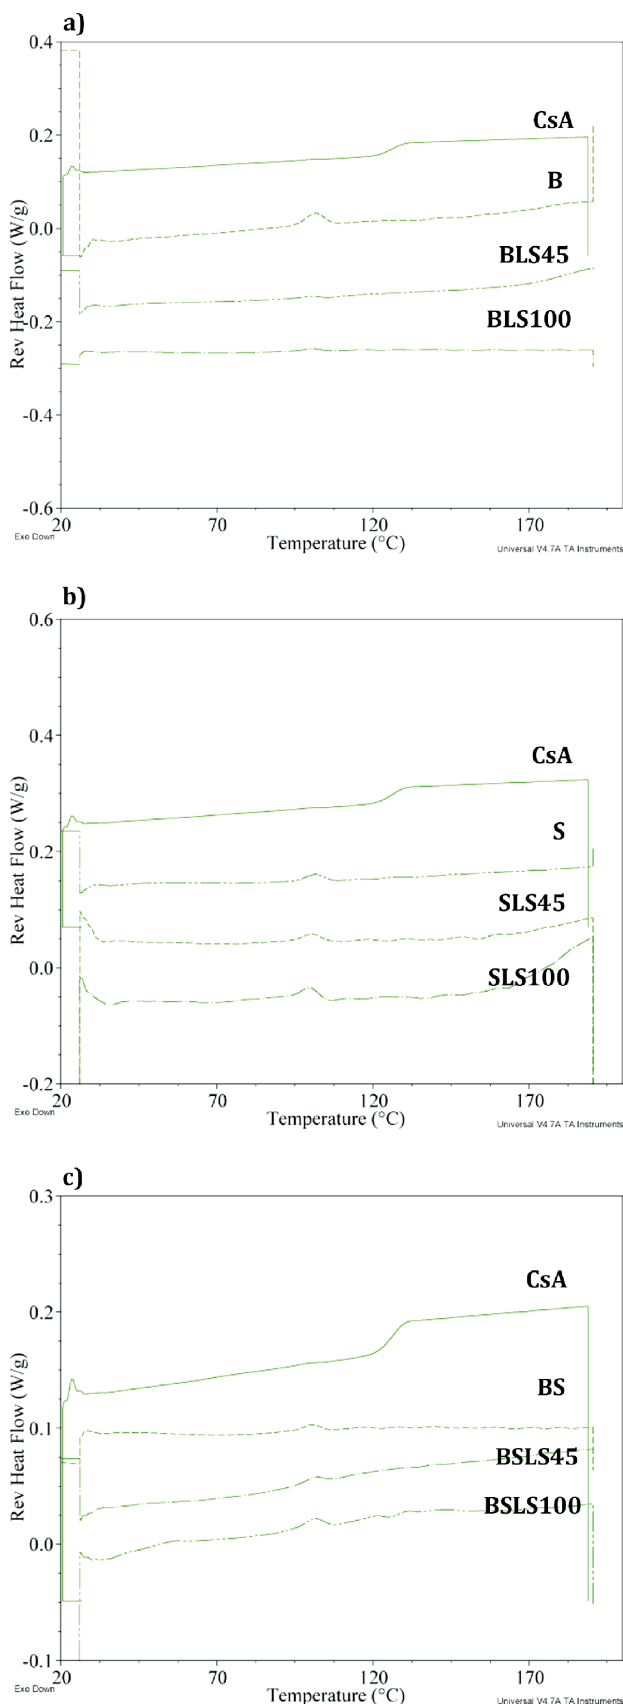 a)
0.4
0.2
0.0
-0.2
-0.4
-0.6
Rev Heat Flow (W/g)
CsA
B
BLS45
BLS100
20
70
120
170
Exo Down
Temperature (°C)
Universal V4.7A TA Instruments
b)
0.6
0.4
0.2
0.0
-0.2
Rev Heat Flow (W/g)
CsA
S
SLS45
SLS100
20
70
120
170
Exo Down
Temperature (°C)
Universal V4.7A TA Instruments
c)
0.3
0.2
0.1
0.0
-0.1
Rev Heat Flow (W/g)
CsA
BS
BSLS45
BSLS100
20
70
120
170
Exo Down
Temperature (°C)
Universal V4.7A TA Instruments